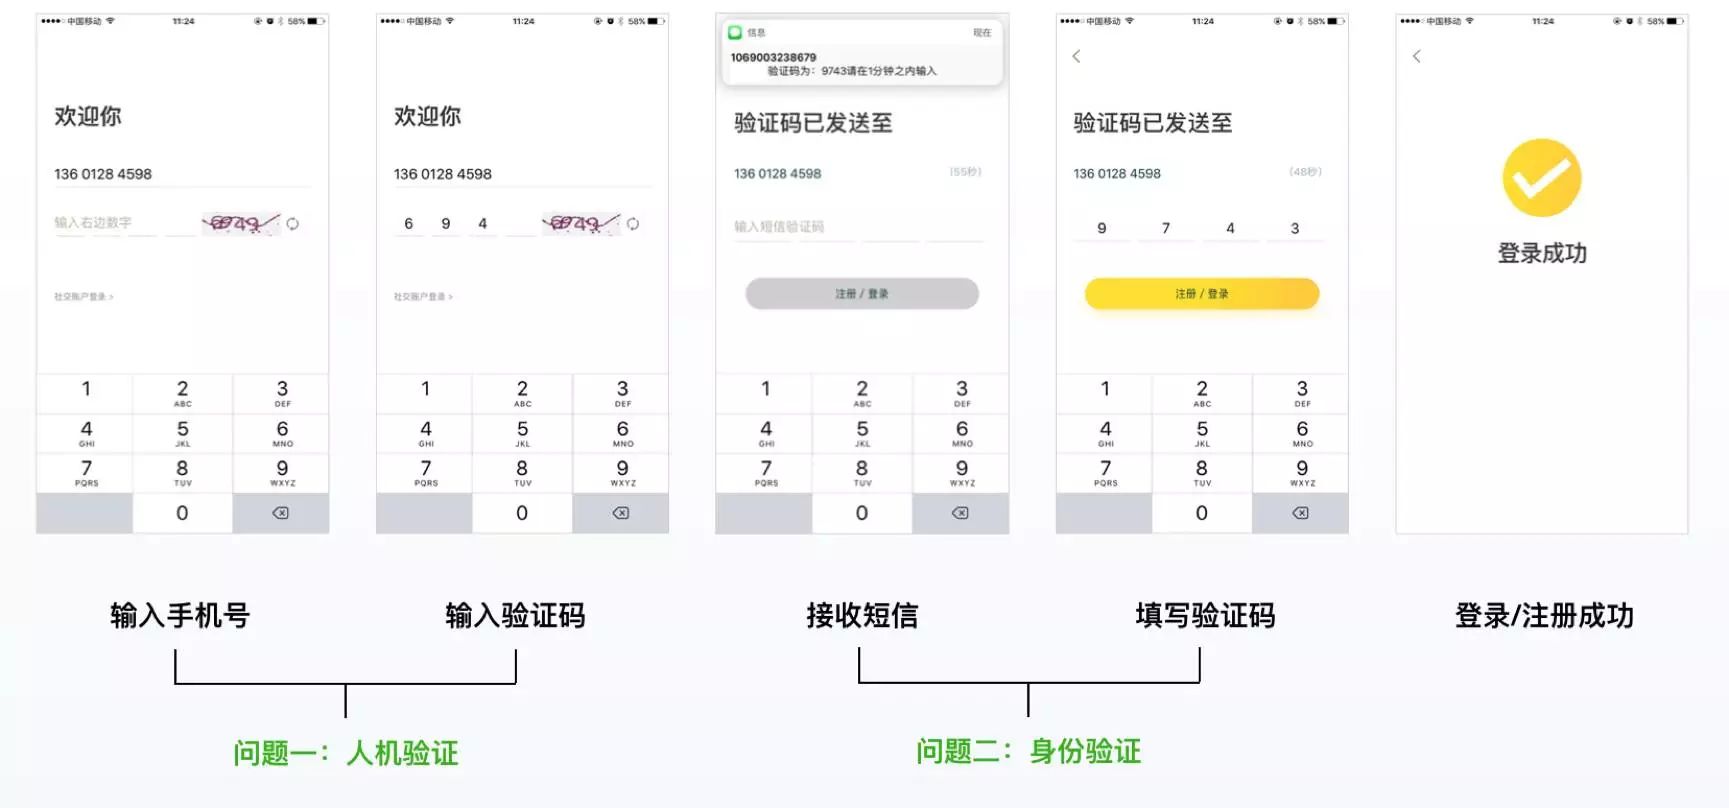 中国移动 11:24 58%
欢迎你
136 0128 4598
输入右边数字 6949
社交账户登录 >
1 2 3
ABC DEF
4 5 6
GHI JKL MNO
7 8 9
PQRS TUV WXYZ
0
输入手机号
中国移动 11:24 58%
欢迎你
136 0128 4598
6 9 4 6949
社交账户登录 >
1 2 3
ABC DEF
4 5 6
GHI JKL MNO
7 8 9
PQRS TUV WXYZ
0
输入验证码
问题一：人机验证
信息 现在
1069003238679
验证码为：9743请在1分钟之内输入
验证码已发送至
136 0128 4598 (55秒)
输入短信验证码
注册 / 登录
1 2 3
ABC DEF
4 5 6
GHI JKL MNO
7 8 9
PQRS TUV WXYZ
0
接收短信
中国移动 11:24 58%
验证码已发送至
136 0128 4598 (48秒)
9 7 4 3
注册 / 登录
1 2 3
ABC DEF
4 5 6
GHI JKL MNO
7 8 9
PQRS TUV WXYZ
0
填写验证码
问题二：身份验证
中国移动 11:24 58%
登录成功
登录/注册成功